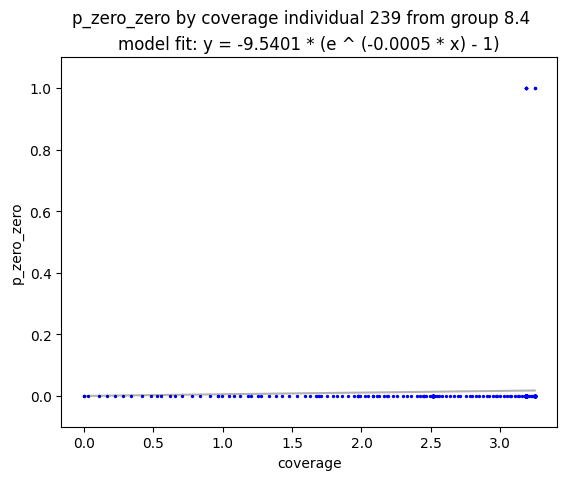 p_zero_zero by coverage individual 239 from group 8.4
model fit: y = -9.5401 * (e ^ (-0.0005 * x) - 1)
1.0
0.8
0.6
0.4
0.2
0.0
p_zero_zero
0.0 0.5 1.0 1.5 2.0 2.5 3.0
coverage